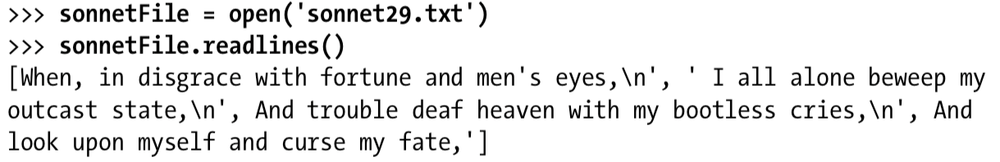 >>> sonnetFile = open('sonnet29.txt')
>>> sonnetFile.readlines()
[When, in disgrace with fortune and men's eyes,\n', ' I all alone beweep my
outcast state,\n', And trouble deaf heaven with my bootless cries,\n', And
look upon myself and curse my fate,']